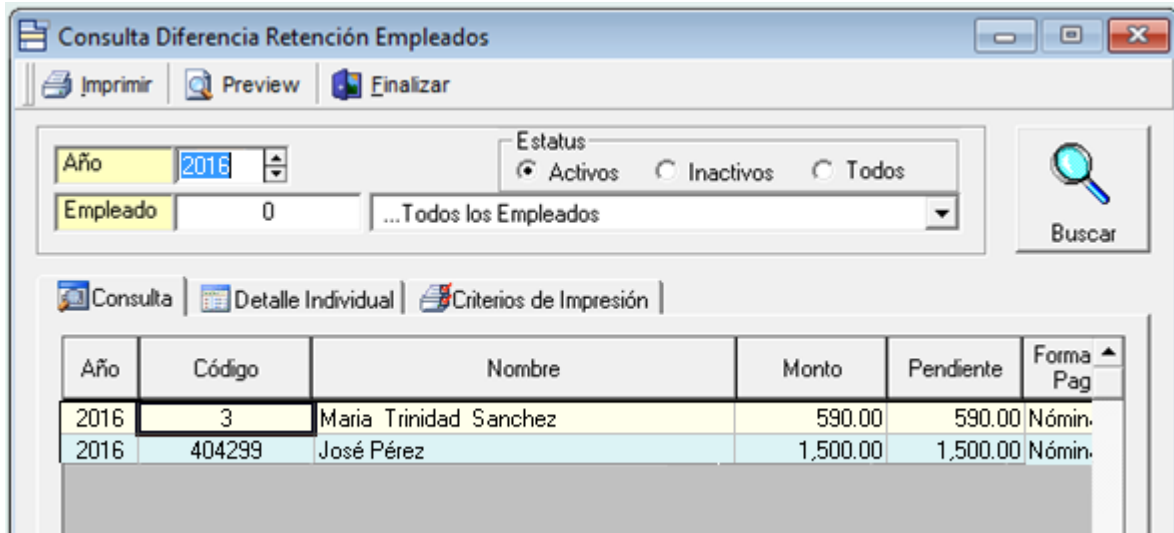 Consulta Diferencia Retención Empleados
Imprimir Preview Finalizar
Estatus
Año 2016 Activos Inactivos Todos
Empleado 0 ...Todos los Empleados
Buscar
Consulta Detalle Individual Criterios de Impresión
Año Código Nombre Monto Pendiente Forma Pag
2016 3 Maria Trinidad Sanchez 590.00 590.00 Nómin
2016 404299 José Pérez 1,500.00 1,500.00 Nómin